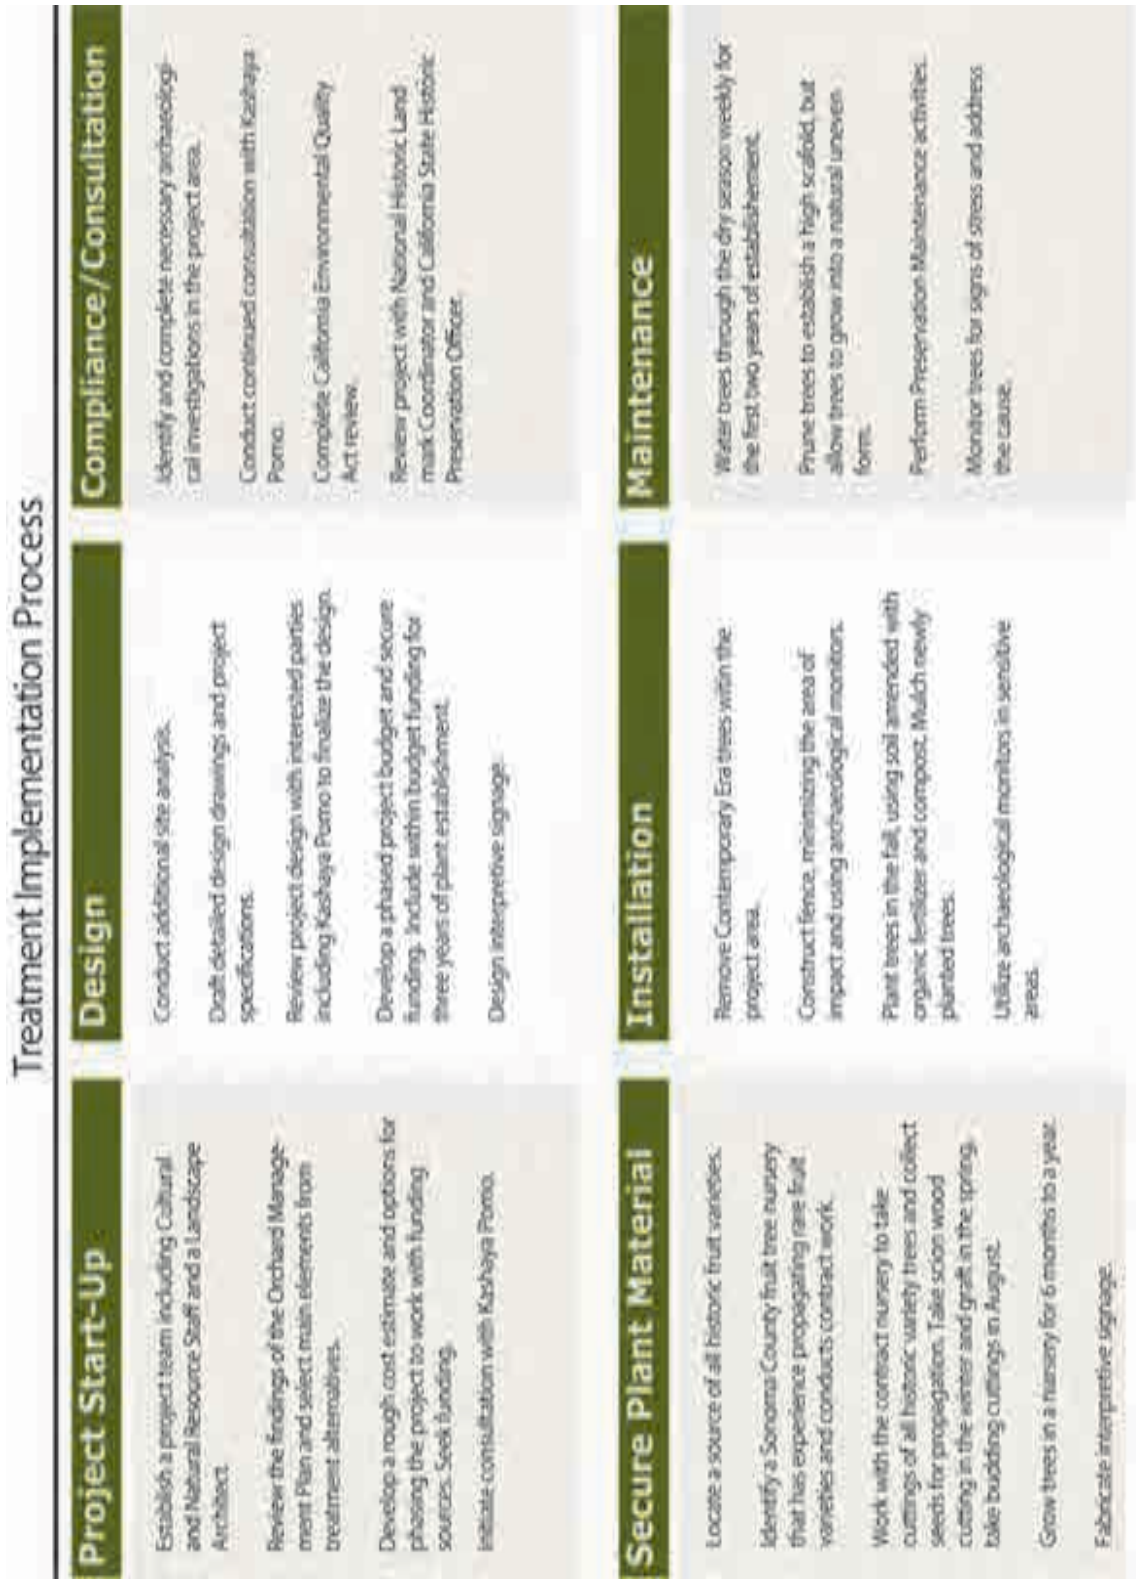 Treatment Implementation Process
Project Start-Up
Establish a project team including Cultural
and Natural Resource Staff and a Landscape
Architect.
Review the findings of the Orchard Manage-
ment Plan and select main elements from
treatment alternatives.
Develop a rough cost estimate and options for
phasing the project to work with funding
sources. Seek funding.
Initiate consultation with Kashaya Pomo.
Design
Conduct additional site analysis.
Draft detailed design drawings and project
specifications.
Review project design with interested parties
including Kashaya Pomo to finalize the design.
Develop a phased project budget and secure
funding. Include within budget funding for
three years of plant establishment.
Design interpretive signage.
Compliance/Consultation
Identify and complete necessary archaeologi-
cal investigations in the project area.
Conduct continued consultation with Kashaya
Pomo.
Complete California Environmental Quality
Act review.
Review project with National Historic Land
mark Coordinator and California State Historic
Preservation Officer.
Secure Plant Material
Locate a source of all historic fruit varieties.
Identify a Sonoma County fruit tree nursery
that has experience propagating rare fruit
varieties and conducts contract work.
Work with the contract nursery to take
cuttings of all historic variety trees and collect
seeds for propagation. Take scion wood
cutting in the winter and graft in the spring,
take budding cuttings in August.
Grow trees in a nursery for 6 months to a year.
Fabricate interpretive signage.
Installation
Remove Contemporary Era trees within the
project area.
Construct fence, minimizing the area of
impact and using archaeological monitors.
Plant trees in the fall, using soil amended with
organic fertilizer and compost. Mulch newly
planted trees.
Utilize archaeological monitors in sensitive
areas.
Maintenance
Water trees through the dry season weekly for
the first two years of establishement.
Prune trees to establish a high scafold, but
allow trees to grow into a natural uneven
form.
Perform Preservation Maintenance activities.
Monitor trees for signs of stress and address
the cause.